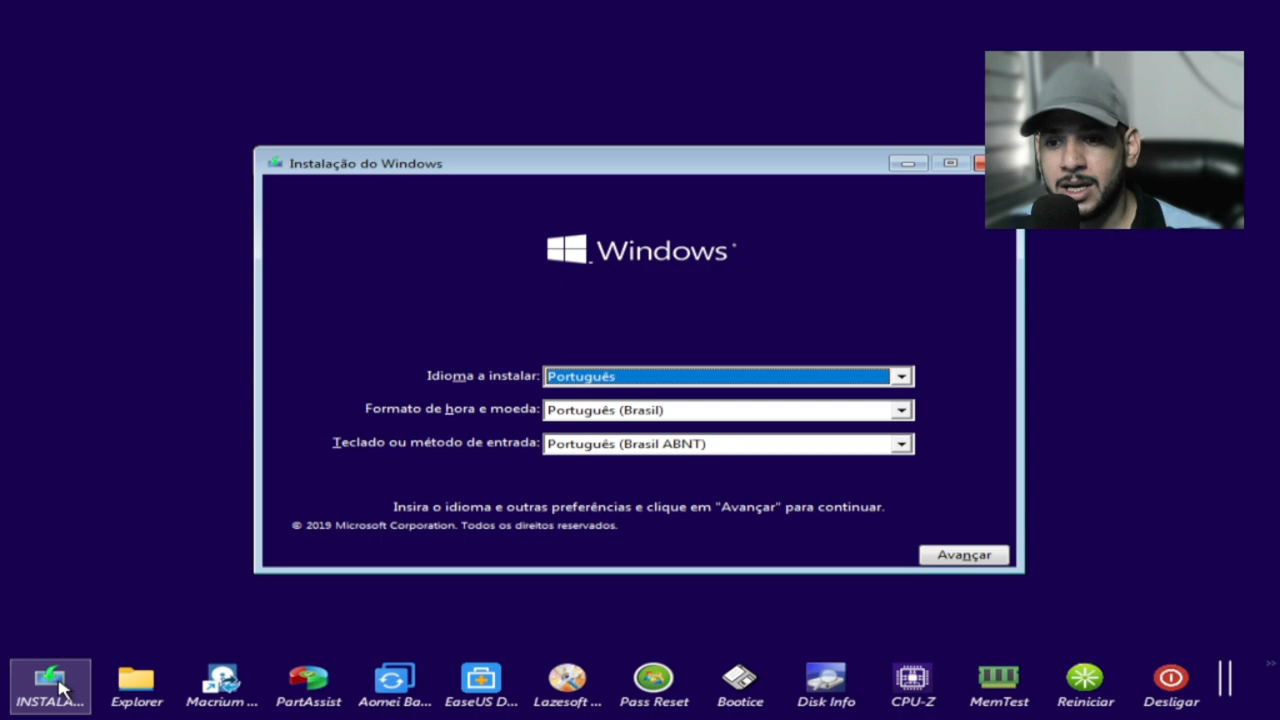 Instalação do Windows
Windows
Idioma a instalar: Português
Formato de hora e moeda: Português (Brasil)
Teclado ou método de entrada: Português (Brasil ABNT)
Insira o idioma e outras preferências e clique em "Avançar" para continuar.
© 2019 Microsoft Corporation. Todos os direitos reservados.
Avançar
INSTALA... Explorer Macrium ... PartAssist Aomei Ba... EaseUS D... Lazesoft ... Pass Reset Bootice Disk Info CPU-Z MemTest Reiniciar Desligar